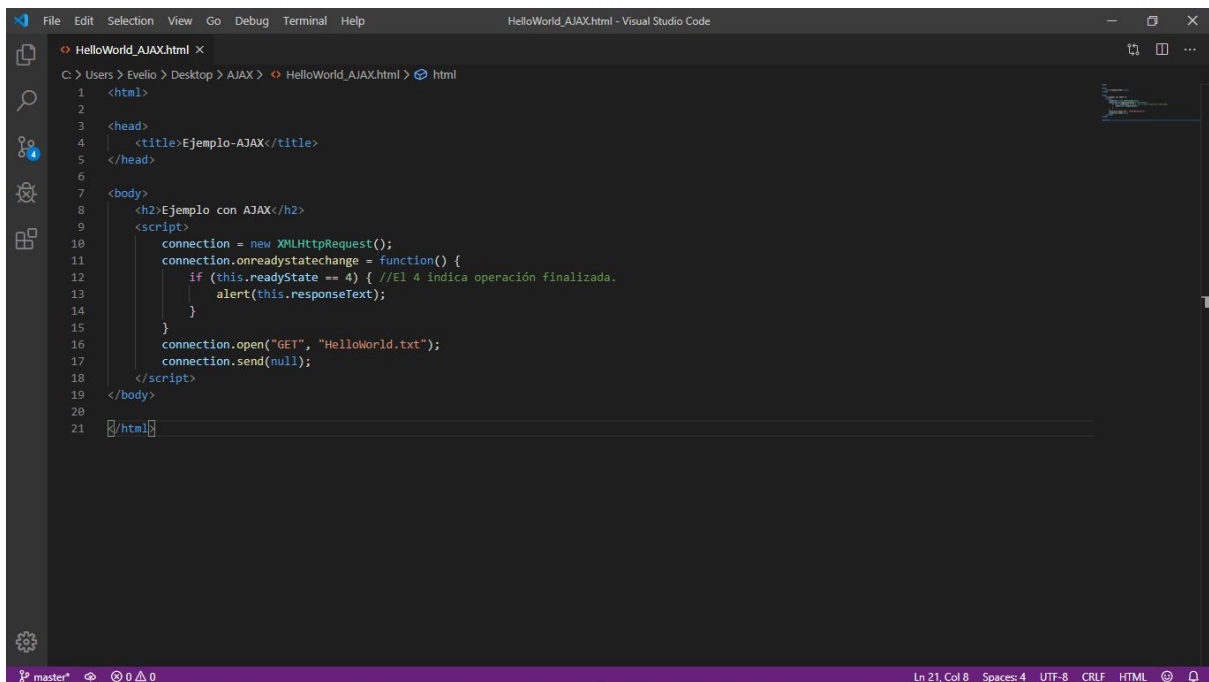 File Edit Selection View Go Debug Terminal Help HelloWorld_AJAX.html - Visual Studio Code
HelloWorld_AJAX.html
C: > Users > Evelio > Desktop > AJAX > HelloWorld_AJAX.html > html
1 <html>
2
3 <head>
4     <title>Ejemplo-AJAX</title>
5 </head>
6
7 <body>
8     <h2>Ejemplo con AJAX</h2>
9     <script>
10         connection = new XMLHttpRequest();
11         connection.onreadystatechange = function() {
12             if (this.readyState == 4) { //El 4 indica operación finalizada.
13                 alert(this.responseText);
14             }
15         }
16         connection.open("GET", "HelloWorld.txt");
17         connection.send(null);
18     </script>
19 </body>
20
21 </html>
4
master* 0 0 Ln 21, Col 8 Spaces: 4 UTF-8 CRLF HTML